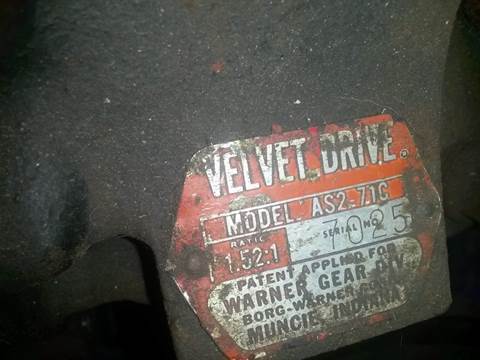 VELVET DRIVE®
MODEL AS2-71C
RATIO SERIAL NO.
1.52:1 7025
PATENT APPLIED FOR
WARNER GEAR DIV.
BORG-WARNER CORP.
MUNCIE, INDIANA